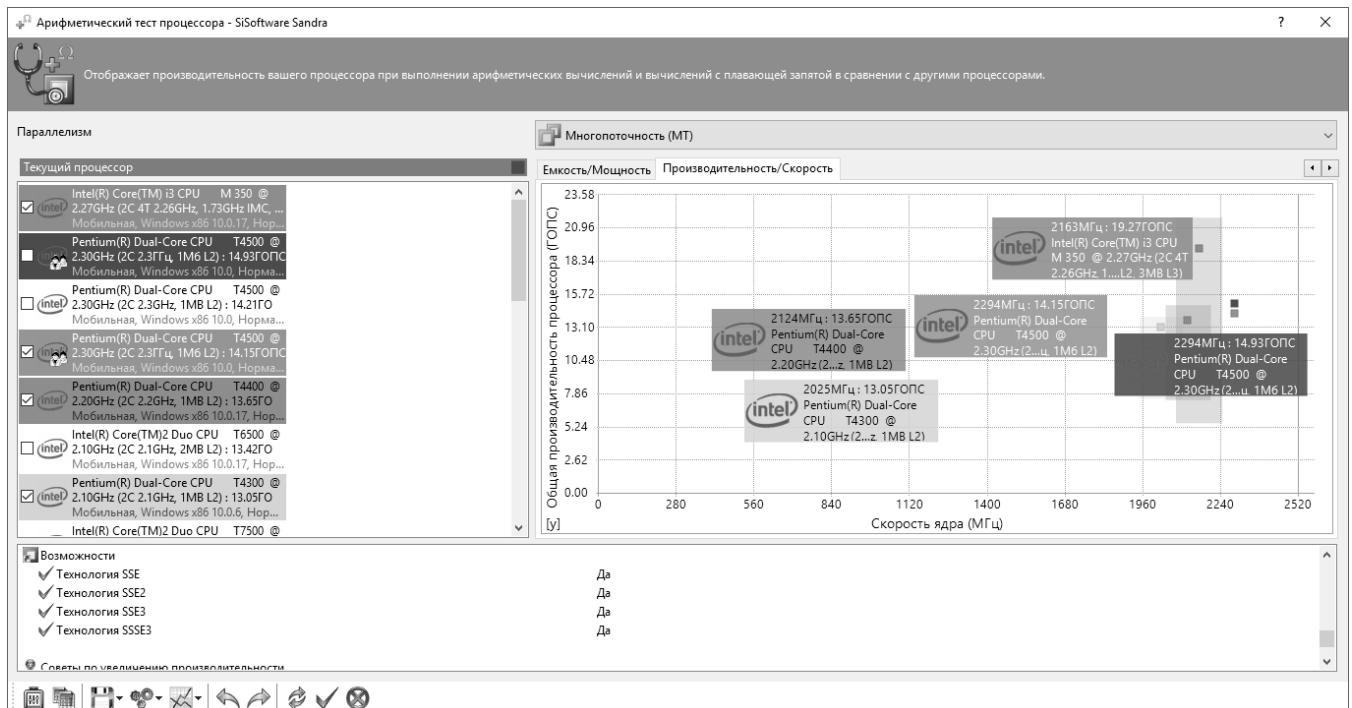 Арифметический тест процессора - SiSoftware Sandra
?
Отображает производительность вашего процессора при выполнении арифметических вычислений и вычислений с плавающей запятой в сравнении с другими процессорами.
Параллелизм
Многопоточность (МТ)
Текущий процессор
Intel(R) Core(TM) i3 CPU M 350 @
2.27GHz (2C 4T 2.26GHz, 1.73GHz IMC, ...
Мобильная, Windows x86 10.0.17, Нор...
Pentium(R) Dual-Core CPU T4500 @
2.30GHz (2C 2.3ГГц, 1M6 L2) : 14.93ГОПС
Мобильная, Windows x86 10.0, Норма...
Pentium(R) Dual-Core CPU T4500 @
2.30GHz (2C 2.3GHz, 1MB L2) : 14.21ГО
Мобильная, Windows x86 10.0, Норма...
Pentium(R) Dual-Core CPU T4500 @
2.30GHz (2C 2.3ГГц, 1M6 L2) : 14.15ГОПС
Мобильная, Windows x86 10.0, Норма...
Pentium(R) Dual-Core CPU T4400 @
2.20GHz (2C 2.2GHz, 1MB L2) : 13.65ГО
Мобильная, Windows x86 10.0.17, Нор...
Intel(R) Core(TM)2 Duo CPU T6500 @
2.10GHz (2C 2.1GHz, 2MB L2) : 13.42ГО
Мобильная, Windows x86 10.0.17, Нор...
Pentium(R) Dual-Core CPU T4300 @
2.10GHz (2C 2.1GHz, 1MB L2) : 13.05ГО
Мобильная, Windows x86 10.0.6, Нор...
Intel(R) Core(TM)2 Duo CPU T7500 @
Емкость/Мощность
Производительность/Скорость
Общая производительность процессора (ГОПС)
23.58
20.96
18.34
15.72
13.10
10.48
7.86
5.24
2.62
0.00
intel
2163МГц : 19.27ГОПС
Intel(R) Core(TM) i3 CPU
M 350 @ 2.27GHz (2C 4T
2.26GHz, 1....L2, 3MB L3)
intel
2294МГц : 14.15ГОПС
Pentium(R) Dual-Core
CPU T4500 @
2.30GHz (2...ц, 1M6 L2)
intel
2124МГц : 13.65ГОПС
Pentium(R) Dual-Core
CPU T4400 @
2.20GHz (2...z, 1MB L2)
2294МГц : 14.93ГОПС
Pentium(R) Dual-Core
CPU T4500 @
2.30GHz (2...ц, 1M6 L2)
intel
2025МГц : 13.05ГОПС
Pentium(R) Dual-Core
CPU T4300 @
2.10GHz (2...z, 1MB L2)
0 280 560 840 1120 1400 1680 1960 2240 2520
[y]
Скорость ядра (МГц)
Возможности
Технология SSE Да
Технология SSE2 Да
Технология SSE3 Да
Технология SSSE3 Да
Советы по увеличению производительности